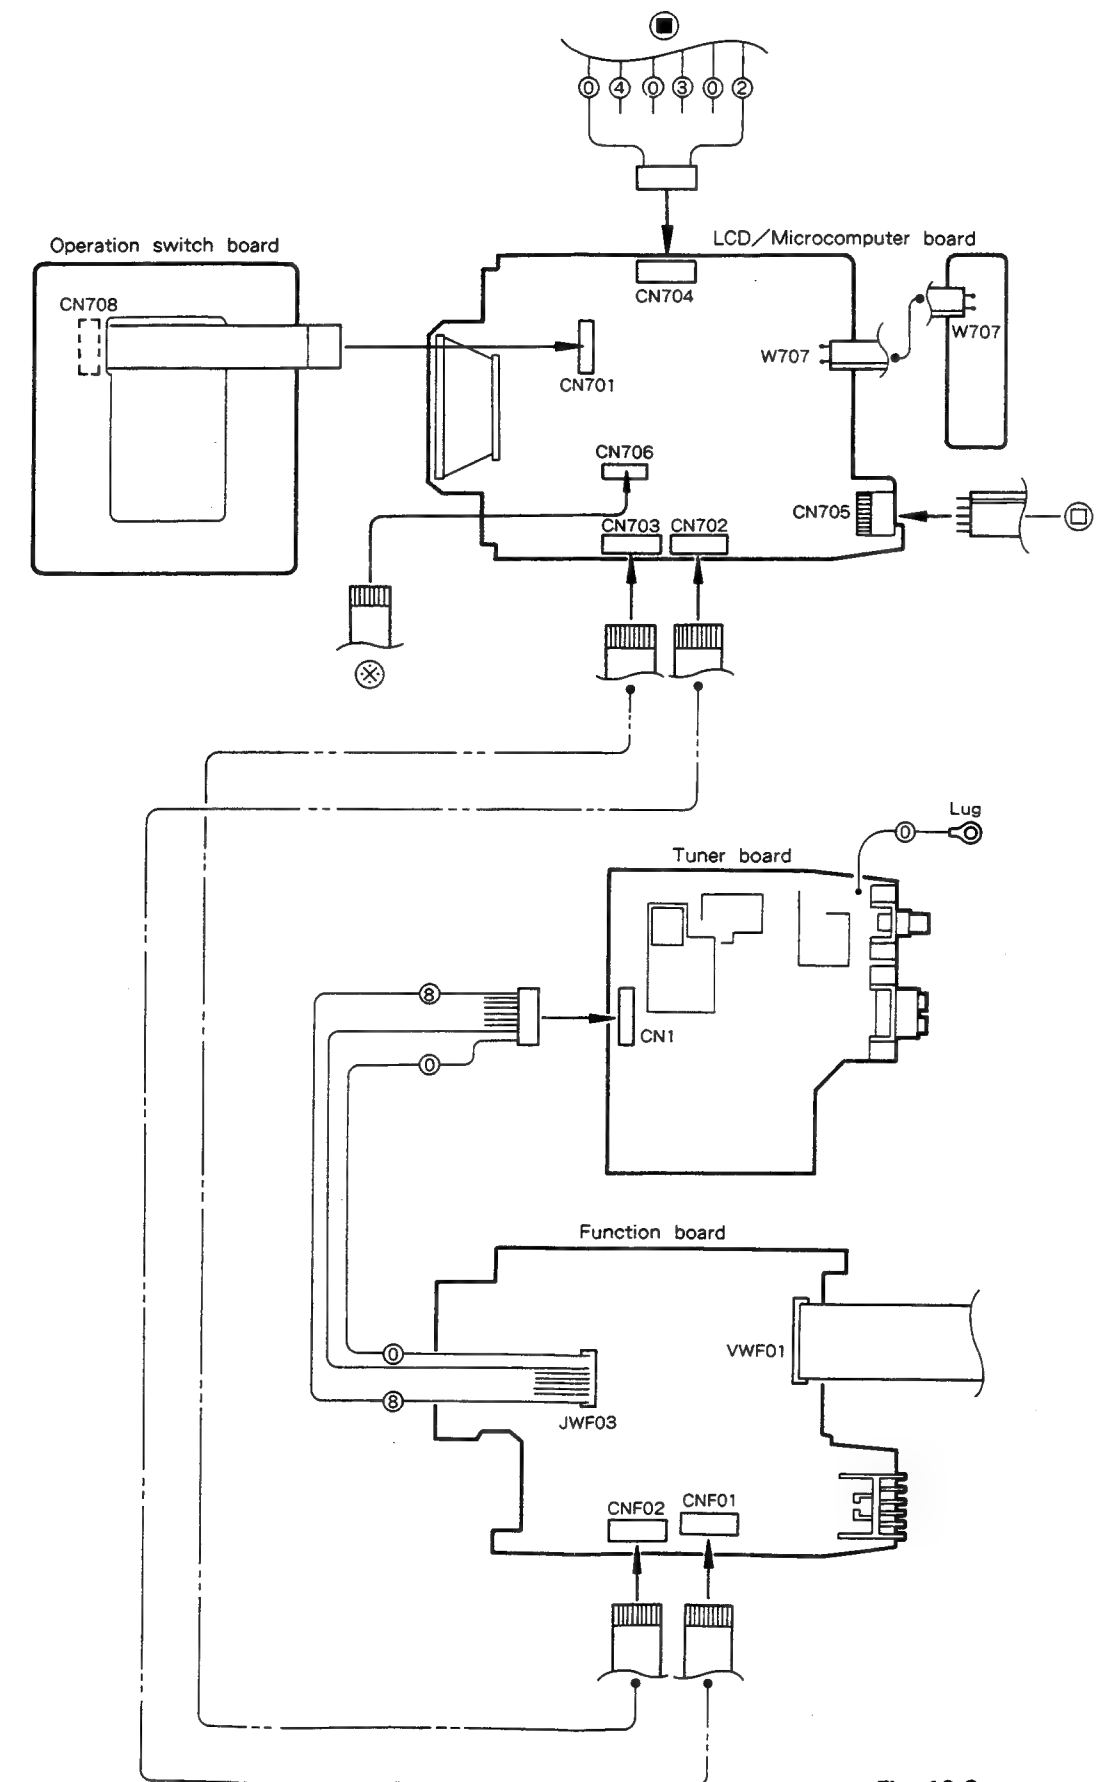 0 4 0 3 0 2
Operation switch board
LCD/Microcomputer board
CN708
CN704
W707
W707
CN701
CN706
CN705
CN703 CN702
Lug
0
Tuner board
8
CN1
0
Function board
VWF01
0
8
JWF03
CNF02 CNF01